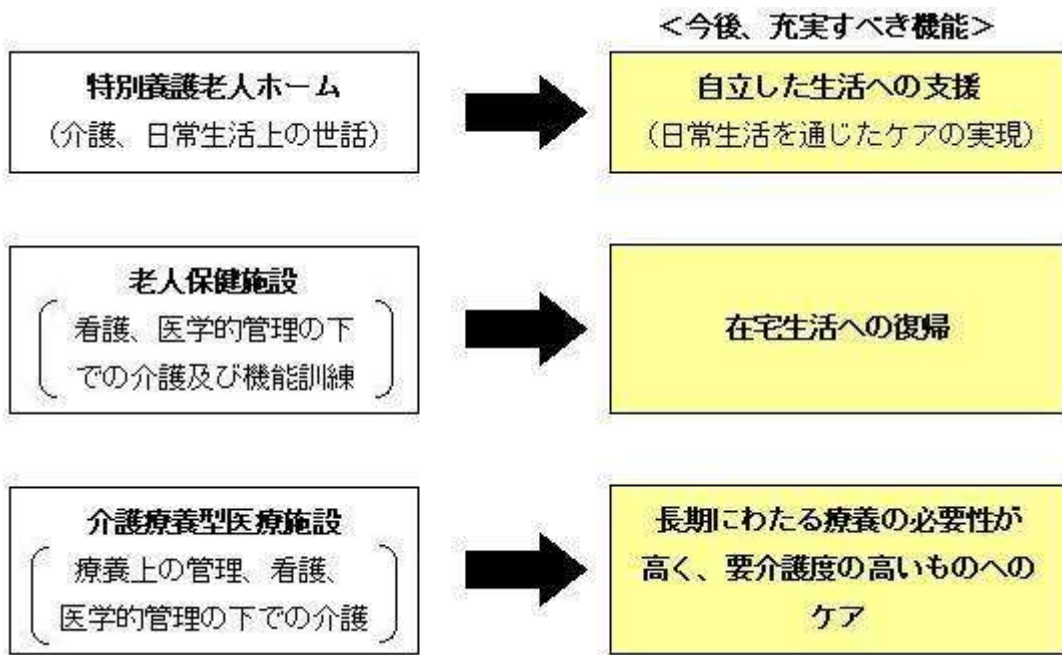 ＜今後、充実すべき機能＞
特別養護老人ホーム
（介護、日常生活上の世話）
自立した生活への支援
（日常生活を通じたケアの実現）
老人保健施設
看護、医学的管理の下
での介護及び機能訓練
在宅生活への復帰
介護療養型医療施設
療養上の管理、看護、
医学的管理の下での介護
長期にわたる療養の必要性が
高く、要介護度の高いものへの
ケア